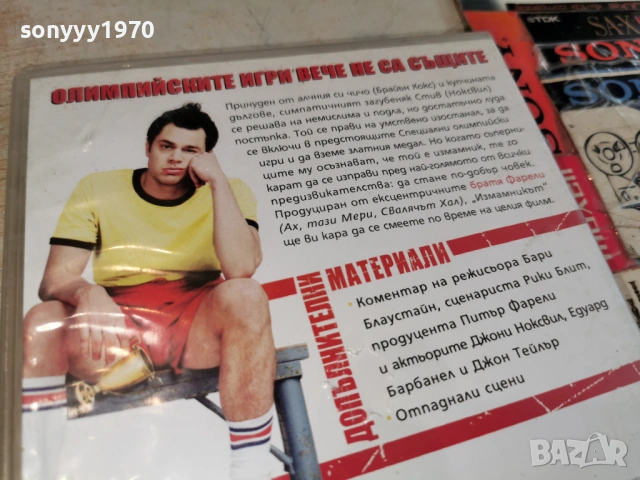 sonyyy1970
TDK
SAX
SONY
ОЛИМПИЙСКИТЕ ИГРИ ВЕЧЕ НЕ СА СЪЩИТЕ
Принуден от алчния си чичо (Брайън Кокс) и купчината
дългове, симпатичният загубеняк Стив (Ноксвил)
се решава на немислима и подла, но достатъчно луда
постъпка. Той се прави на умствено изостанал, за да
се включи в предстоящите Специални олимпийски
игри и да вземе златния медал. Но когато съперни-
ците му осъзнават, че той е измамник, те го
карат да се изправи пред най-голямото от всички
предизвикателства: да стане по-добър човек.
Продуциран от ексцентричните братя Фарели
(Ах, тази Мери, Свалячът Хал), „Измамникът"
ще ви кара да се смеете по време на целия филм.
ДОПЪЛНИТЕЛНИ
МАТЕРИАЛИ
· Коментар на режисьора Бари
Блаустайн, сценариста Рики Блит,
продуцента Питър Фарели
и актьорите Джони Ноксвил, Едуард
Барбанел и Джон Тейлър
· Отпаднали сцени
BAZAR